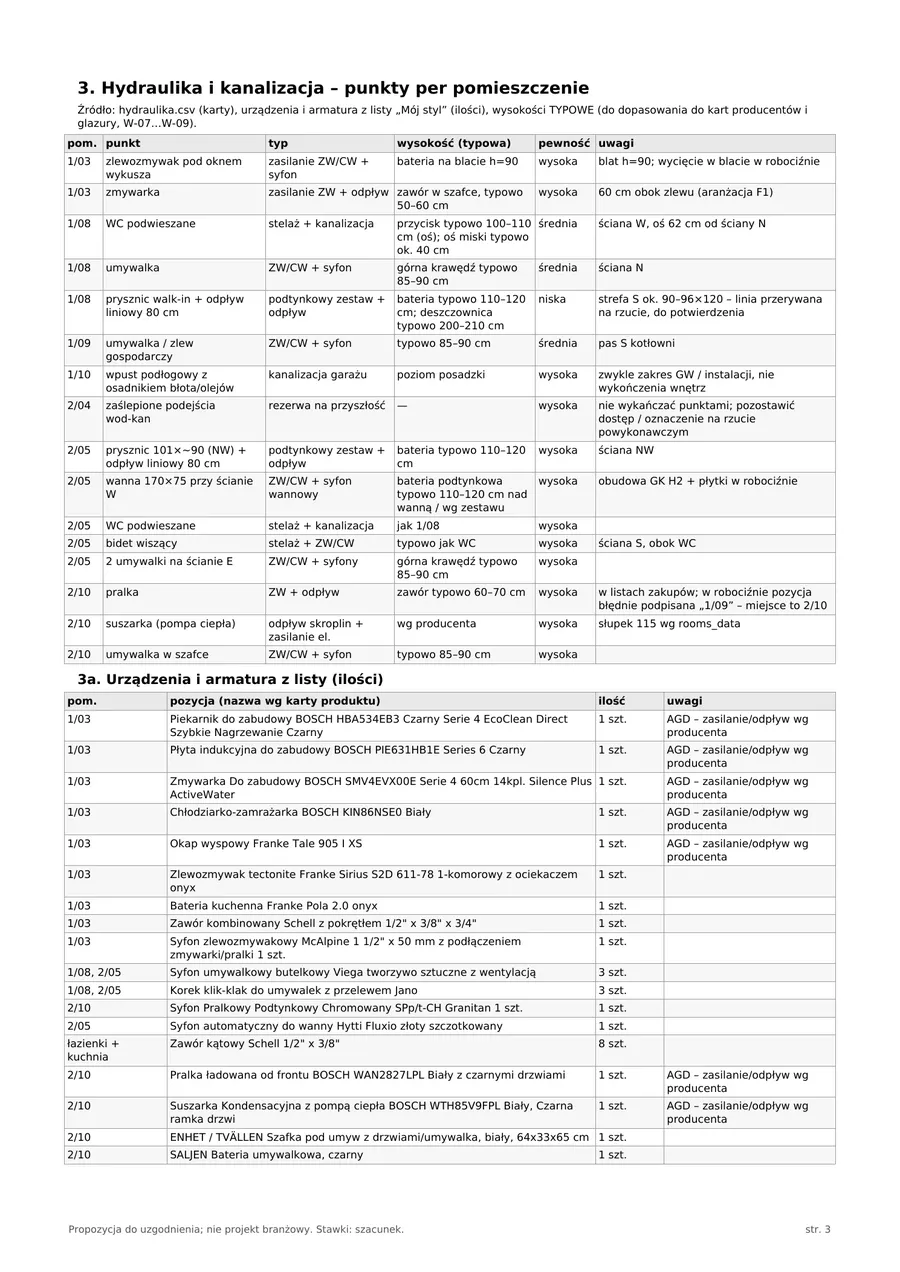 3. Hydraulika i kanalizacja – punkty per pomieszczenie
Źródło: hydraulika.csv (karty), urządzenia i armatura z listy „Mój styl” (ilości), wysokości TYPOWE (do dopasowania do kart producentów i
glazury, W-07…W-09).
pom. punkt typ wysokość (typowa) pewność uwagi
1/03 zlewozmywak pod oknem wykusza zasilanie ZW/CW + syfon bateria na blacie h=90 wysoka blat h=90; wycięcie w blacie w robociźnie
1/03 zmywarka zasilanie ZW + odpływ zawór w szafce, typowo 50–60 cm wysoka 60 cm obok zlewu (aranżacja F1)
1/08 WC podwieszane stelaż + kanalizacja przycisk typowo 100–110 cm (oś); oś miski typowo ok. 40 cm średnia ściana W, oś 62 cm od ściany N
1/08 umywalka ZW/CW + syfon górna krawędź typowo 85–90 cm średnia ściana N
1/08 prysznic walk-in + odpływ liniowy 80 cm podtynkowy zestaw + odpływ bateria typowo 110–120 cm; deszczownica typowo 200–210 cm niska strefa S ok. 90–96×120 – linia przerywana na rzucie, do potwierdzenia
1/09 umywalka / zlew gospodarczy ZW/CW + syfon typowo 85–90 cm średnia pas S kotłowni
1/10 wpust podłogowy z osadnikiem błota/olejów kanalizacja garażu poziom posadzki wysoka zwykle zakres GW / instalacji, nie wykończenia wnętrz
2/04 zaślepione podejścia wod-kan rezerwa na przyszłość — wysoka nie wykańczać punktami; pozostawić dostęp / oznaczenie na rzucie powykonawczym
2/05 prysznic 101×~90 (NW) + odpływ liniowy 80 cm podtynkowy zestaw + odpływ bateria typowo 110–120 cm wysoka ściana NW
2/05 wanna 170×75 przy ścianie W ZW/CW + syfon wannowy bateria podtynkowa typowo 110–120 cm nad wanną / wg zestawu wysoka obudowa GK H2 + płytki w robociźnie
2/05 WC podwieszane stelaż + kanalizacja jak 1/08 wysoka
2/05 bidet wiszący stelaż + ZW/CW typowo jak WC wysoka ściana S, obok WC
2/05 2 umywalki na ścianie E ZW/CW + syfony górna krawędź typowo 85–90 cm wysoka
2/10 pralka ZW + odpływ zawór typowo 60–70 cm wysoka w listach zakupów; w robociźnie pozycja błędnie podpisana „1/09” – miejsce to 2/10
2/10 suszarka (pompa ciepła) odpływ skroplin + zasilanie el. wg producenta wysoka słupek 115 wg rooms_data
2/10 umywalka w szafce ZW/CW + syfon typowo 85–90 cm wysoka
3a. Urządzenia i armatura z listy (ilości)
pom. pozycja (nazwa wg karty produktu) ilość uwagi
1/03 Piekarnik do zabudowy BOSCH HBA534EB3 Czarny Serie 4 EcoClean Direct Szybkie Nagrzewanie Czarny 1 szt. AGD – zasilanie/odpływ wg producenta
1/03 Płyta indukcyjna do zabudowy BOSCH PIE631HB1E Series 6 Czarny 1 szt. AGD – zasilanie/odpływ wg producenta
1/03 Zmywarka Do zabudowy BOSCH SMV4EVX00E Serie 4 60cm 14kpl. Silence Plus ActiveWater 1 szt. AGD – zasilanie/odpływ wg producenta
1/03 Chłodziarko-zamrażarka BOSCH KIN86NSE0 Biały 1 szt. AGD – zasilanie/odpływ wg producenta
1/03 Okap wyspowy Franke Tale 905 I XS 1 szt. AGD – zasilanie/odpływ wg producenta
1/03 Zlewozmywak tectonite Franke Sirius S2D 611-78 1-komorowy z ociekaczem onyx 1 szt.
1/03 Bateria kuchenna Franke Pola 2.0 onyx 1 szt.
1/03 Zawór kombinowany Schell z pokrętłem 1/2" x 3/8" x 3/4" 1 szt.
1/03 Syfon zlewozmywakowy McAlpine 1 1/2" x 50 mm z podłączeniem zmywarki/pralki 1 szt. 1 szt.
1/08, 2/05 Syfon umywalkowy butelkowy Viega tworzywo sztuczne z wentylacją 3 szt.
1/08, 2/05 Korek klik-klak do umywalek z przelewem Jano 3 szt.
2/10 Syfon Pralkowy Podtynkowy Chromowany SPp/t-CH Granitan 1 szt. 1 szt.
2/05 Syfon automatyczny do wanny Hytti Fluxio złoty szczotkowany 1 szt.
łazienki + kuchnia Zawór kątowy Schell 1/2" x 3/8" 8 szt.
2/10 Pralka ładowana od frontu BOSCH WAN2827LPL Biały z czarnymi drzwiami 1 szt. AGD – zasilanie/odpływ wg producenta
2/10 Suszarka Kondensacyjna z pompą ciepła BOSCH WTH85V9FPL Biały, Czarna ramka drzwi 1 szt. AGD – zasilanie/odpływ wg producenta
2/10 ENHET / TVÄLLEN Szafka pod umyw z drzwiami/umywalka, biały, 64x33x65 cm 1 szt.
2/10 SALJEN Bateria umywalkowa, czarny 1 szt.
Propozycja do uzgodnienia; nie projekt branżowy. Stawki: szacunek. str. 3